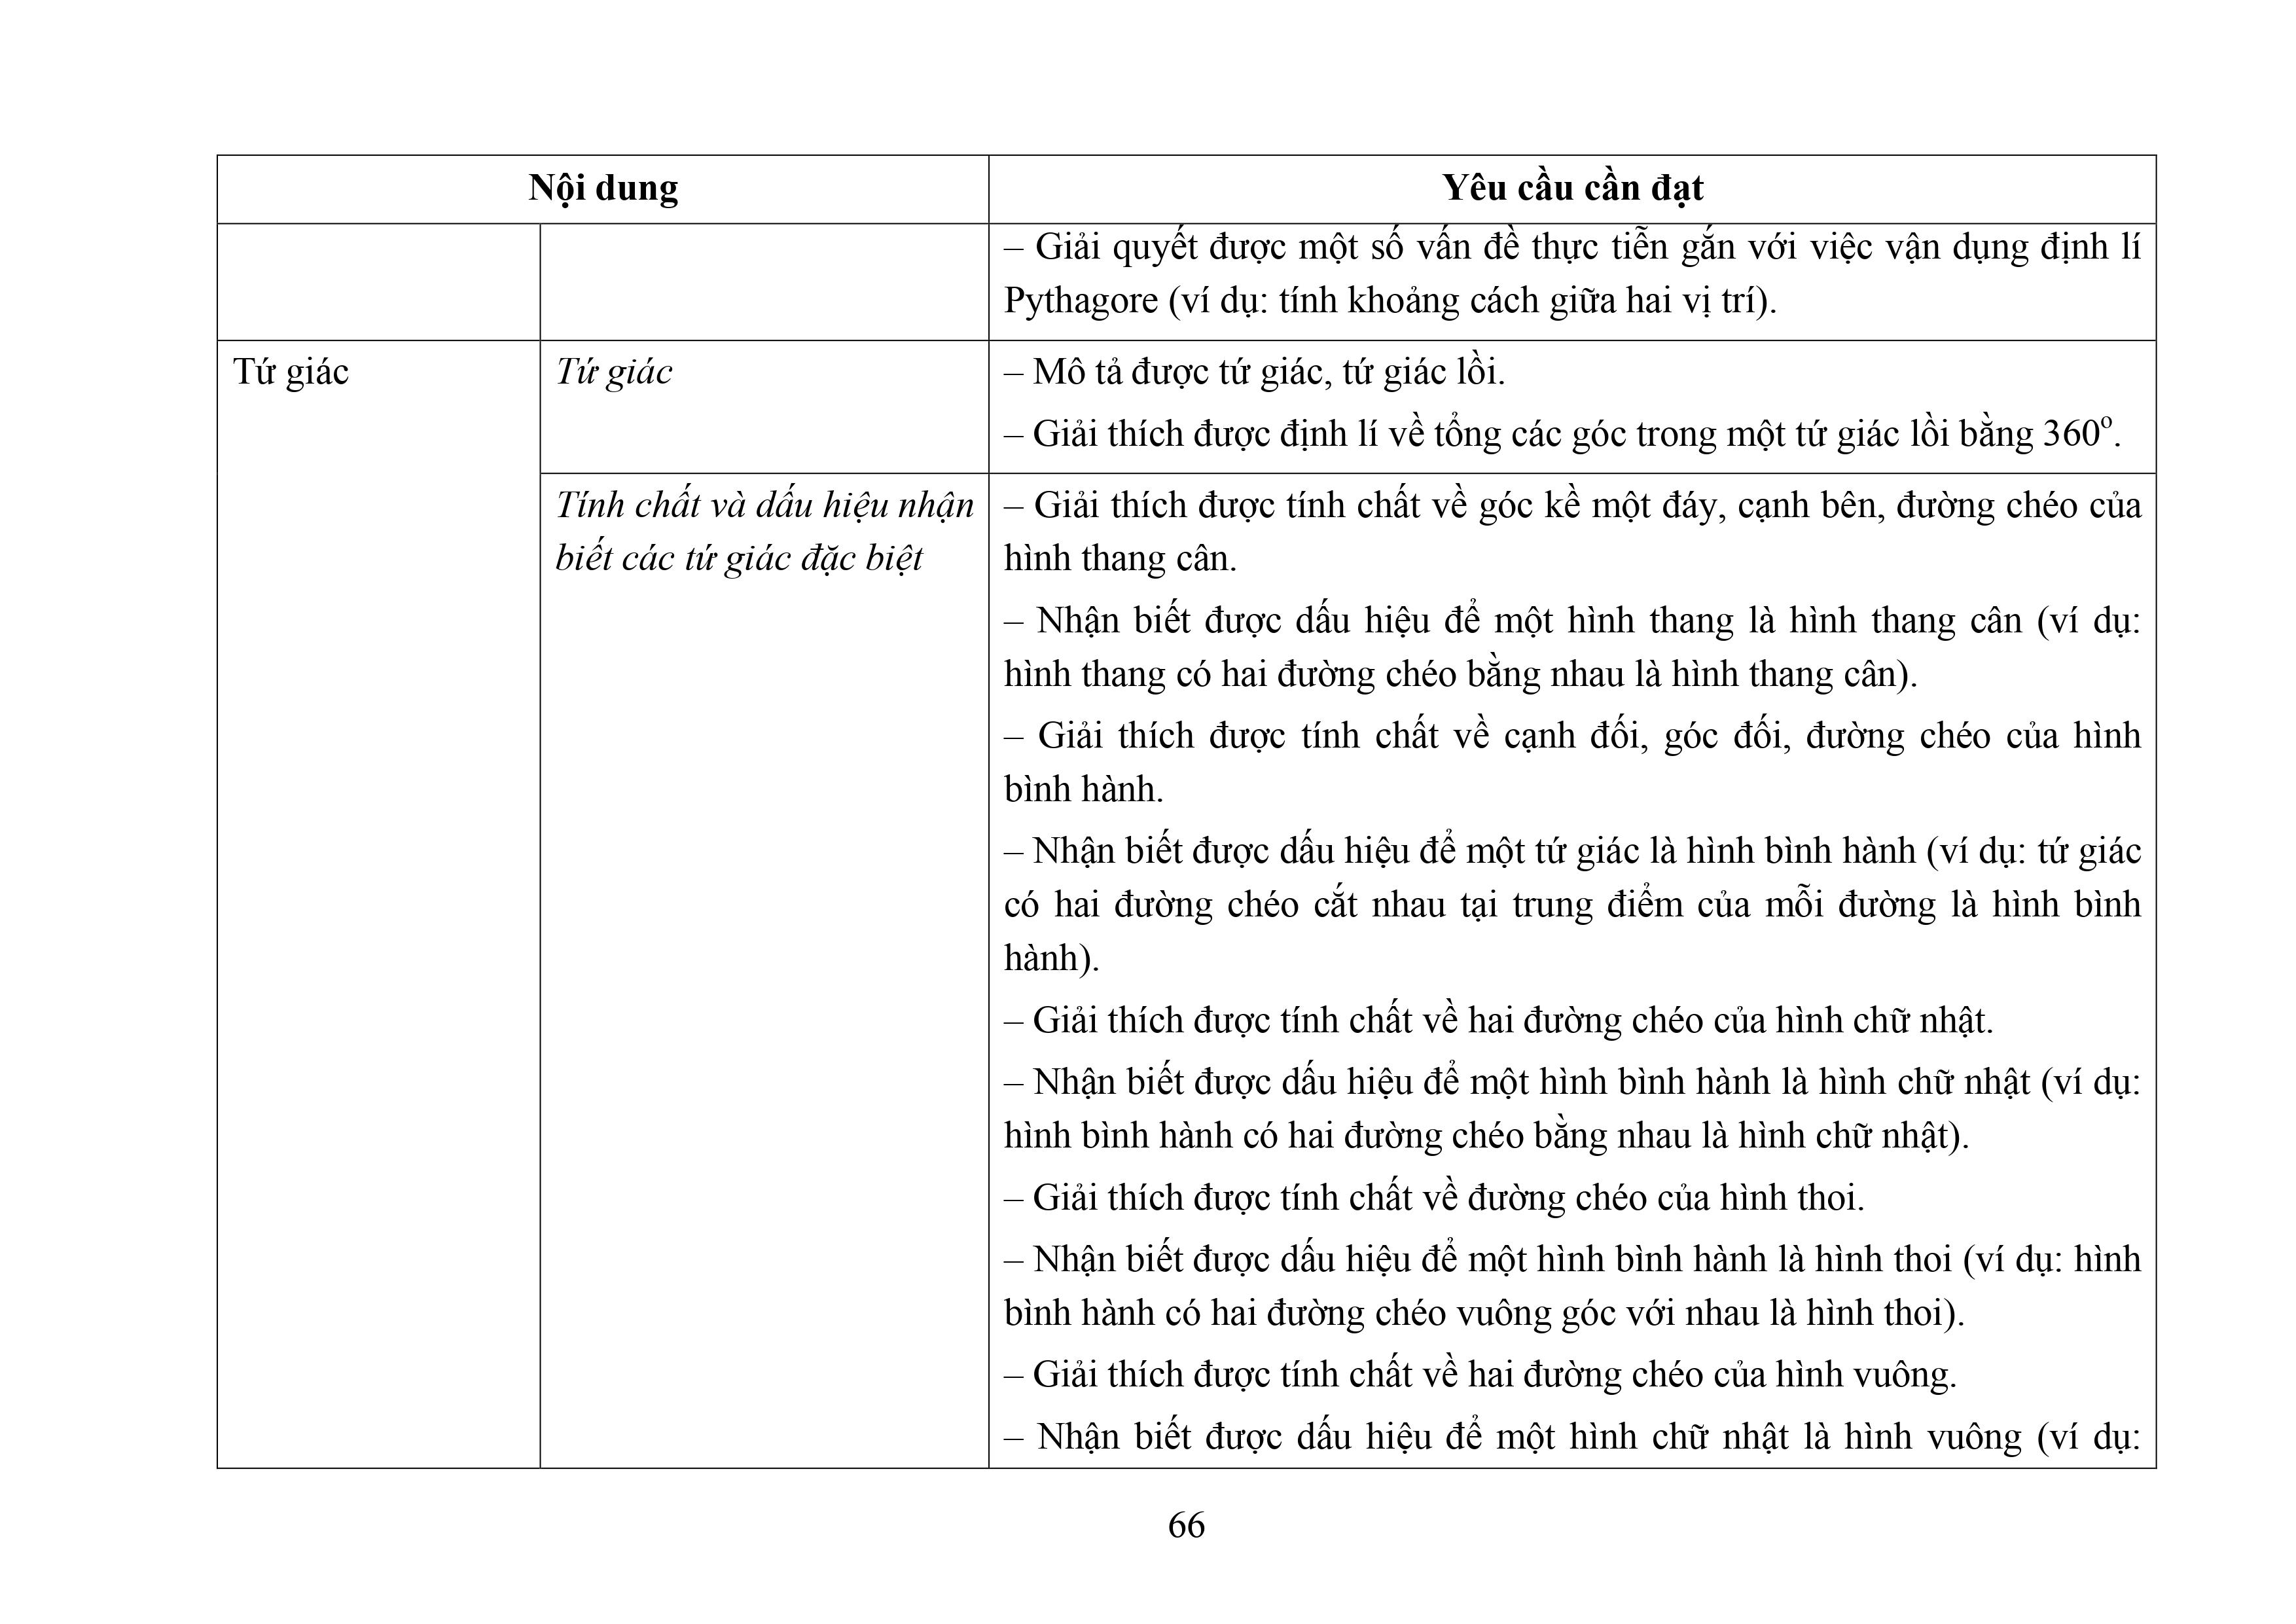 Nội dung
Yêu cầu cần đạt
– Giải quyết được một số vấn đề thực tiễn gắn với việc vận dụng định lí
Pythagore (ví dụ: tính khoảng cách giữa hai vị trí).
Tứ giác
Tứ giác
– Mô tả được tứ giác, tứ giác lồi.
– Giải thích được định lí về tổng các góc trong một tứ giác lồi bằng 360º.
Tính chất và dấu hiệu nhận
biết các tứ giác đặc biệt
– Giải thích được tính chất về góc kề một đáy, cạnh bên, đường chéo của
hình thang cân.
– Nhận biết được dấu hiệu để một hình thang là hình thang cân (ví dụ:
hình thang có hai đường chéo bằng nhau là hình thang cân).
– Giải thích được tính chất về cạnh đối, góc đối, đường chéo của hình
bình hành.
– Nhận biết được dấu hiệu để một tứ giác là hình bình hành (ví dụ: tứ giác
có hai đường chéo cắt nhau tại trung điểm của mỗi đường là hình bình
hành).
– Giải thích được tính chất về hai đường chéo của hình chữ nhật.
– Nhận biết được dấu hiệu để một hình bình hành là hình chữ nhật (ví dụ:
hình bình hành có hai đường chéo bằng nhau là hình chữ nhật).
– Giải thích được tính chất về đường chéo của hình thoi.
– Nhận biết được dấu hiệu để một hình bình hành là hình thoi (ví dụ: hình
bình hành có hai đường chéo vuông góc với nhau là hình thoi).
– Giải thích được tính chất về hai đường chéo của hình vuông.
– Nhận biết được dấu hiệu để một hình chữ nhật là hình vuông (ví dụ:
66